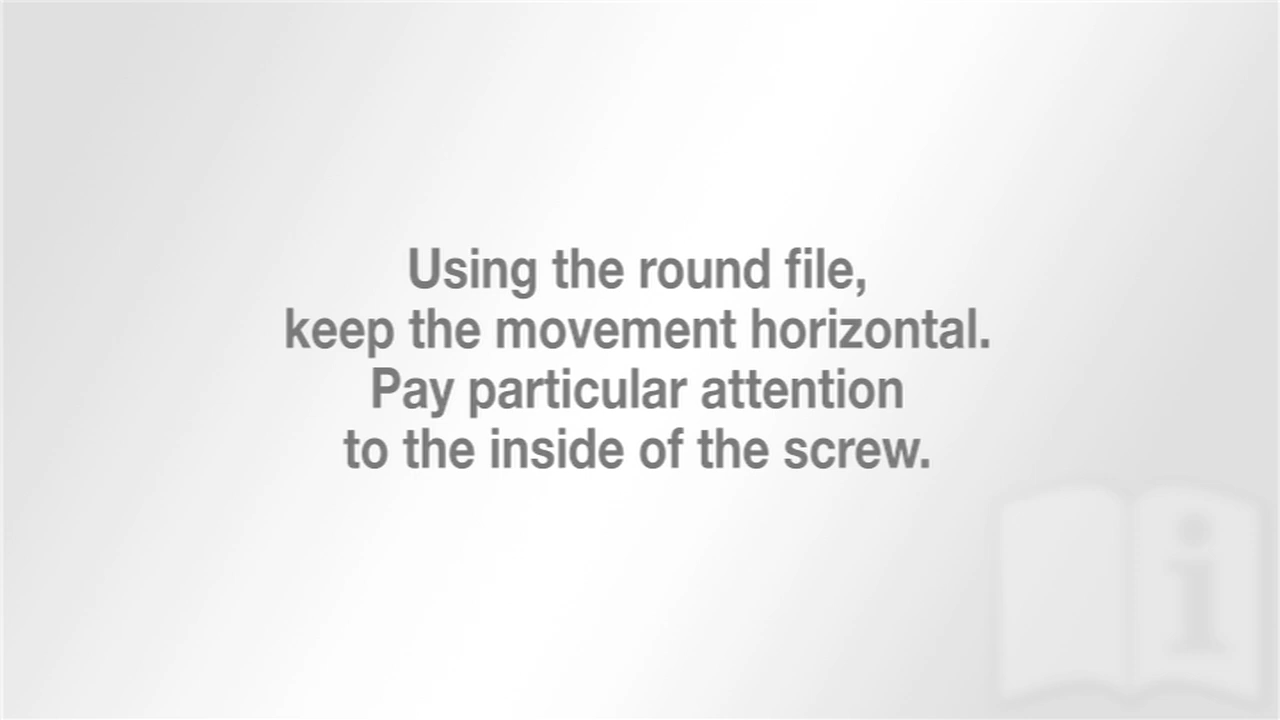 Using the round file,
keep the movement horizontal.
Pay particular attention
to the inside of the screw.
i